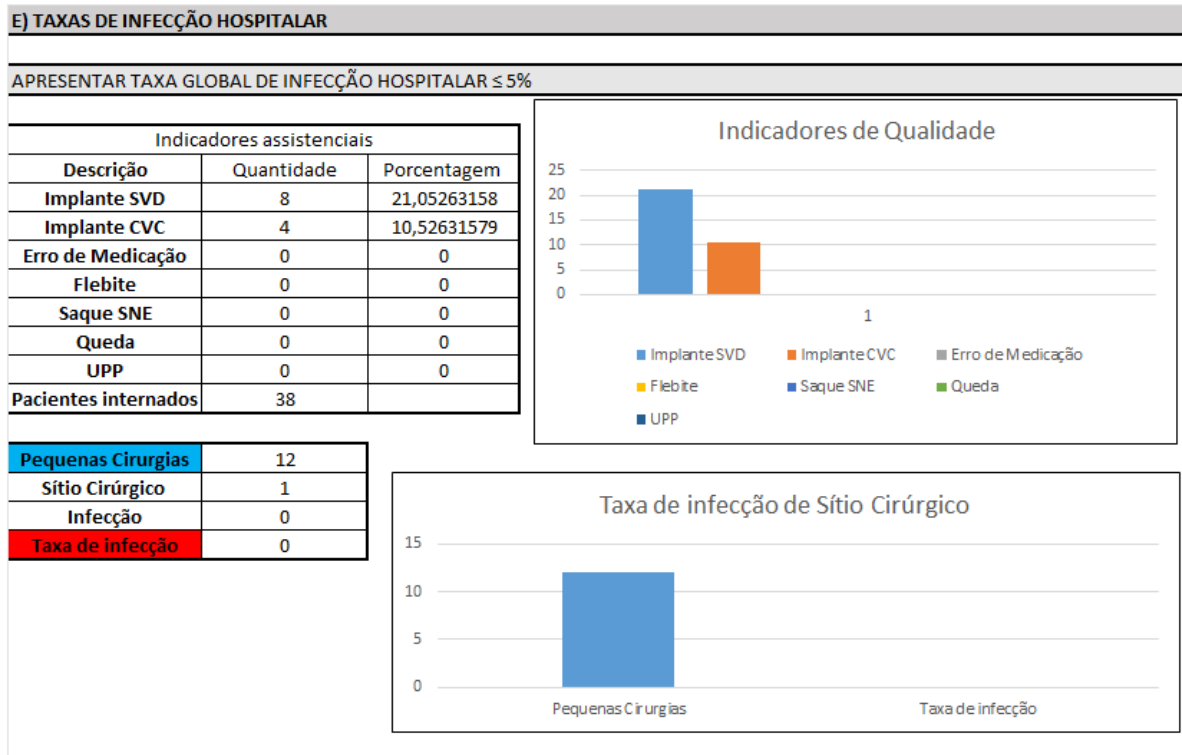 E) TAXAS DE INFECÇÃO HOSPITALAR
APRESENTAR TAXA GLOBAL DE INFECÇÃO HOSPITALAR ≤ 5%
Indicadores assistenciais
Descrição Quantidade Porcentagem
Implante SVD 8 21,05263158
Implante CVC 4 10,52631579
Erro de Medicação 0 0
Flebite 0 0
Saque SNE 0 0
Queda 0 0
UPP 0 0
Pacientes internados 38
Indicadores de Qualidade
25
20
15
10
5
0
1
Implante SVD Implante CVC Erro de Medicação
Flebite Saque SNE Queda
UPP
Pequenas Cirurgias 12
Sítio Cirúrgico 1
Infecção 0
Taxa de infecção 0
Taxa de infecção de Sítio Cirúrgico
15
10
5
0
Pequenas Cirurgias Taxa de infecção